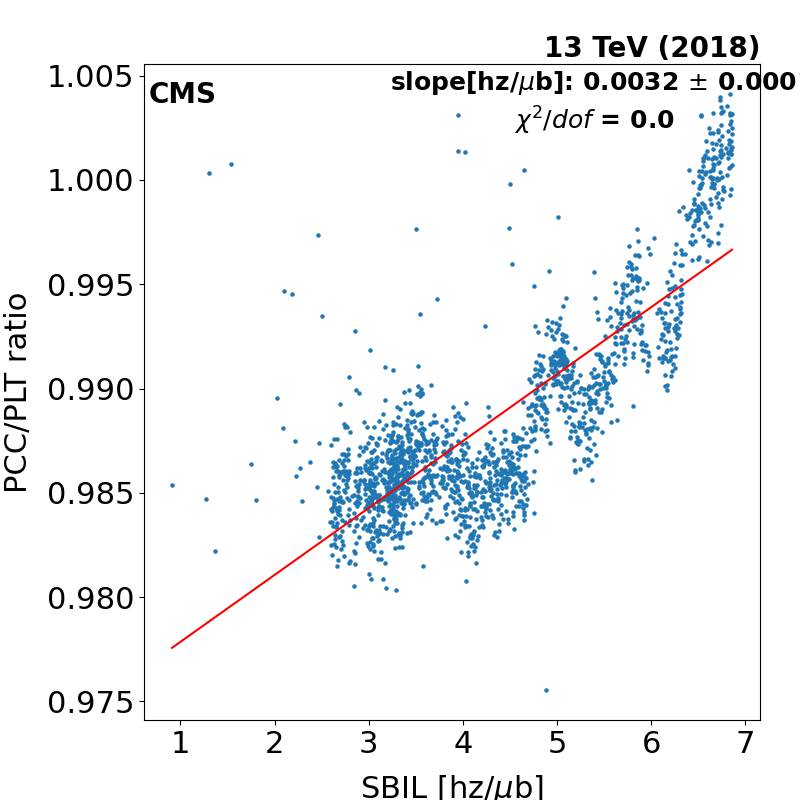 13 TeV (2018)
CMS
slope[hz/μb]: 0.0032 ± 0.000
χ²/dof = 0.0
PCC/PLT ratio
1.005
1.000
0.995
0.990
0.985
0.980
0.975
1 2 3 4 5 6 7
SBIL [hz/μb]